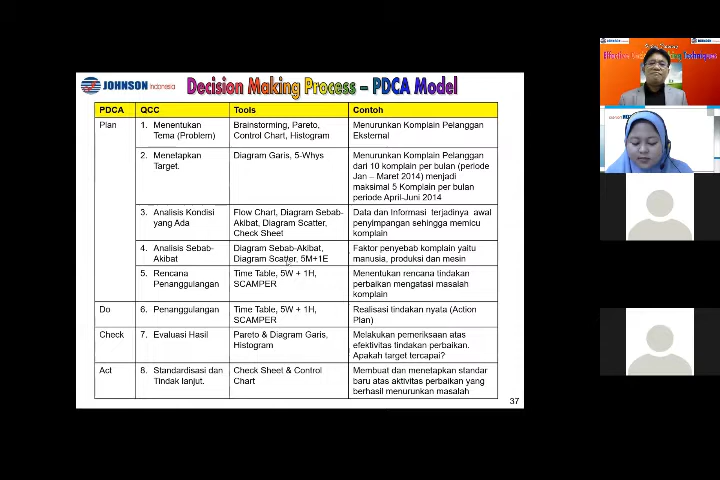 JOHNSON Indonesia
Decision Making Process – PDCA Model
PDCA QCC Tools Contoh
Plan
1. Menentukan
Tema (Problem)
Brainstorming, Pareto,
Control Chart, Histogram
Menurunkan Komplain Pelanggan
Eksternal
2. Menetapkan
Target.
Diagram Garis, 5-Whys
Menurunkan Komplain Pelanggan
dari 10 komplain per bulan (periode
Jan – Maret 2014) menjadi
maksimal 5 Komplain per bulan
periode April-Juni 2014
3. Analisis Kondisi
yang Ada
Flow Chart, Diagram Sebab-
Akibat, Diagram Scatter,
Check Sheet
Data dan Informasi terjadinya awal
penyimpangan sehingga memicu
komplain
4. Analisis Sebab-
Akibat
Diagram Sebab-Akibat,
Diagram Scatter, 5M+1E
Faktor penyebab komplain yaitu
manusia, produksi dan mesin
5. Rencana
Penanggulangan
Time Table, 5W + 1H,
SCAMPER
Menentukan rencana tindakan
perbaikan mengatasi masalah
komplain
Do
6. Penanggulangan
Time Table, 5W + 1H,
SCAMPER
Realisasi tindakan nyata (Action
Plan)
Check
7. Evaluasi Hasil
Pareto & Diagram Garis,
Histogram
Melakukan pemeriksaan atas
efektivitas tindakan perbaikan.
Apakah target tercapai?
Act
8. Standardisasi dan
Tindak lanjut.
Check Sheet & Control
Chart
Membuat dan menetapkan standar
baru atas aktivitas perbaikan yang
berhasil menurunkan masalah
37